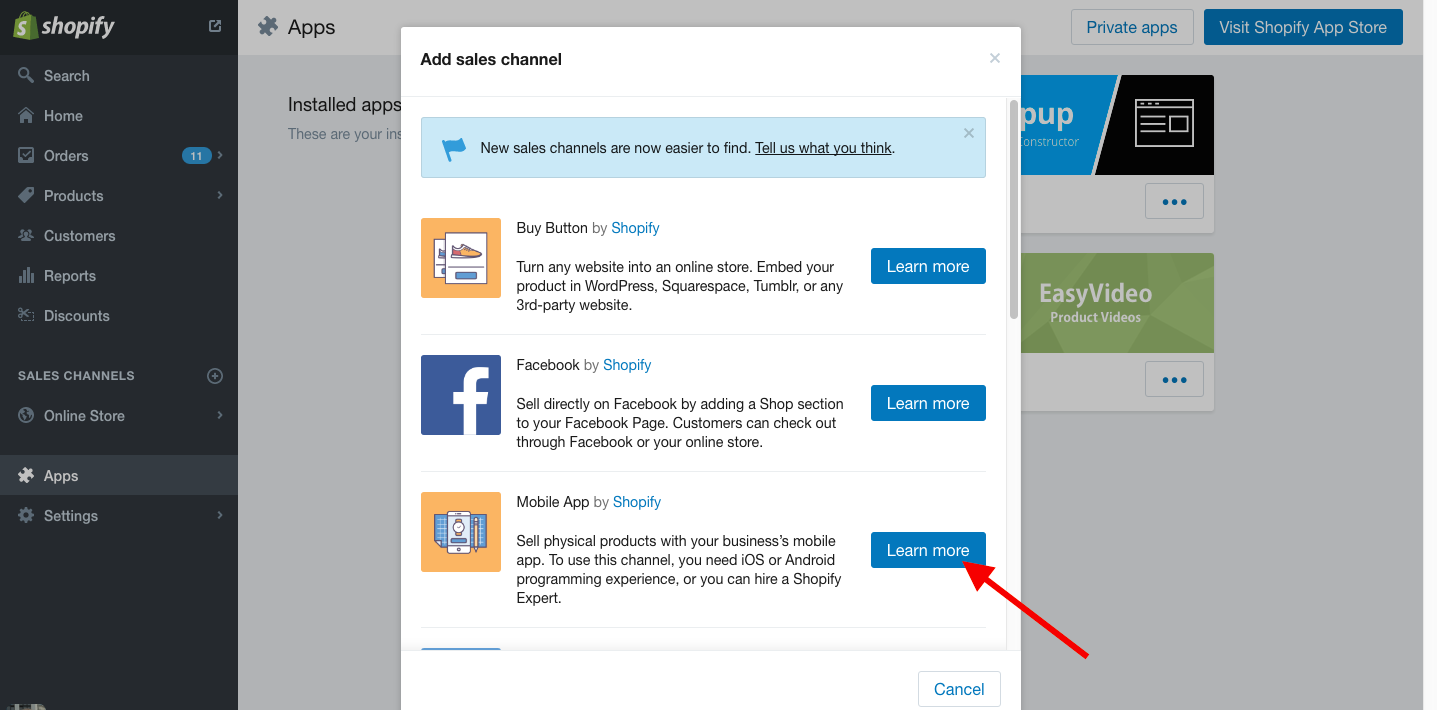 shopify
Search
Home
Orders 11
Products
Customers
Reports
Discounts
SALES CHANNELS
Online Store
Apps
Settings
Apps
Private apps
Visit Shopify App Store
Installed apps
These are your
Add sales channel
×
New sales channels are now easier to find. Tell us what you think.
×
Buy Button by Shopify
Turn any website into an online store. Embed your
product in WordPress, Squarespace, Tumblr, or any
3rd-party website.
Learn more
Facebook by Shopify
Sell directly on Facebook by adding a Shop section
to your Facebook Page. Customers can check out
through Facebook or your online store.
Learn more
Mobile App by Shopify
Sell physical products with your business’s mobile
app. To use this channel, you need iOS or Android
programming experience, or you can hire a Shopify
Expert.
Learn more
Cancel
pup
onstructor
EasyVideo
Product Videos